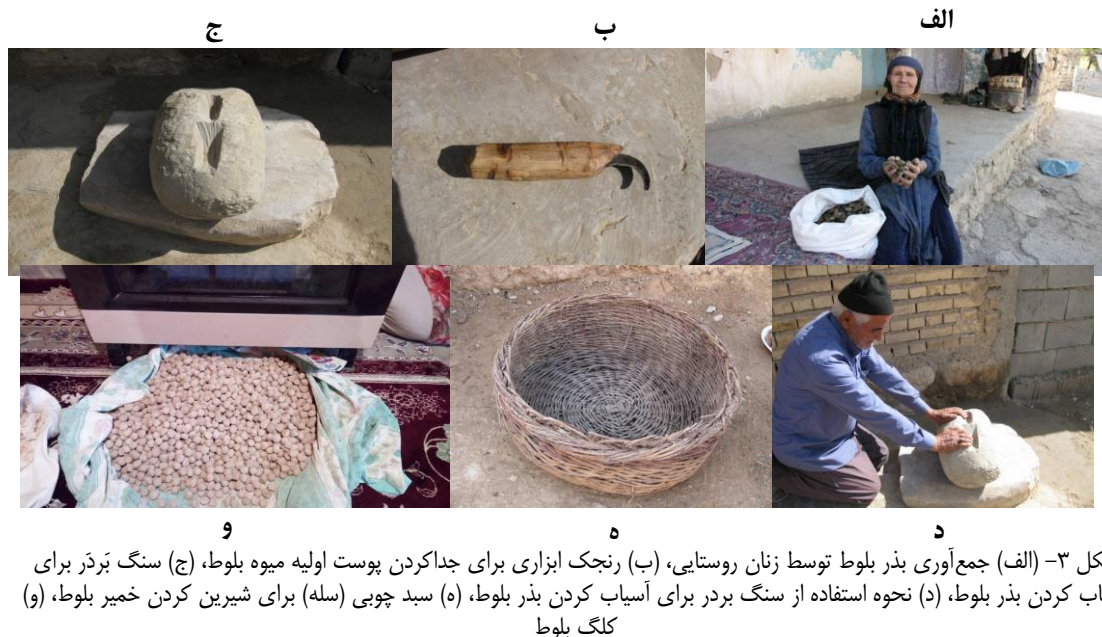 الف ب ج
د ه و
کل ۳- (الف) جمع‌آوری بذر بلوط توسط زنان روستایی، (ب) رنجک ابزاری برای جداکردن پوست اولیه میوه بلوط، (ج) سنگ بَردَر برای
اب کردن بذر بلوط، (د) نحوه استفاده از سنگ بردر برای آسیاب کردن بذر بلوط، (ه) سبد چوبی (سله) برای شیرین کردن خمیر بلوط، (و)
کلگ بلوط